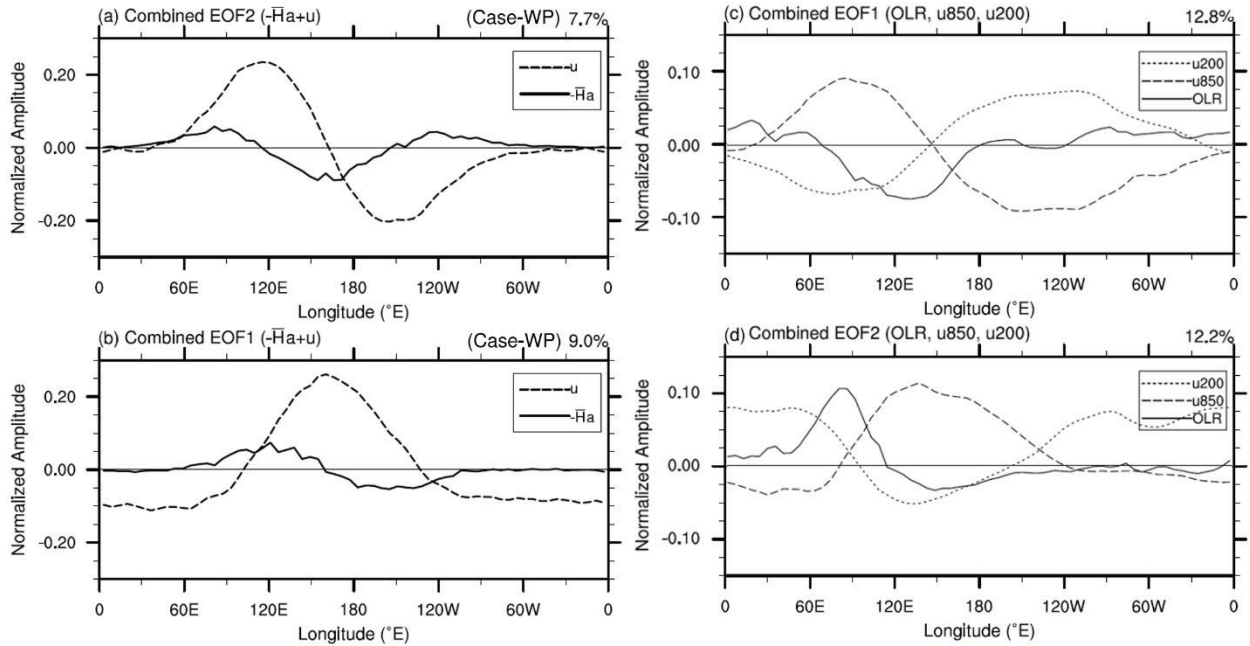 (a) Combined EOF2 (-H̅a+u) (Case-WP) 7.7%
u
-H̅a
Normalized Amplitude
0.20
0.00
-0.20
0 60E 120E 180 120W 60W 0
Longitude (°E)
(b) Combined EOF1 (-H̅a+u) (Case-WP) 9.0%
u
-H̅a
Normalized Amplitude
0.20
0.00
-0.20
0 60E 120E 180 120W 60W 0
Longitude (°E)
(c) Combined EOF1 (OLR, u850, u200) 12.8%
u200
u850
OLR
Normalized Amplitude
0.10
0.00
-0.10
0 60E 120E 180 120W 60W 0
Longitude (°E)
(d) Combined EOF2 (OLR, u850, u200) 12.2%
u200
u850
OLR
Normalized Amplitude
0.10
0.00
-0.10
0 60E 120E 180 120W 60W 0
Longitude (°E)